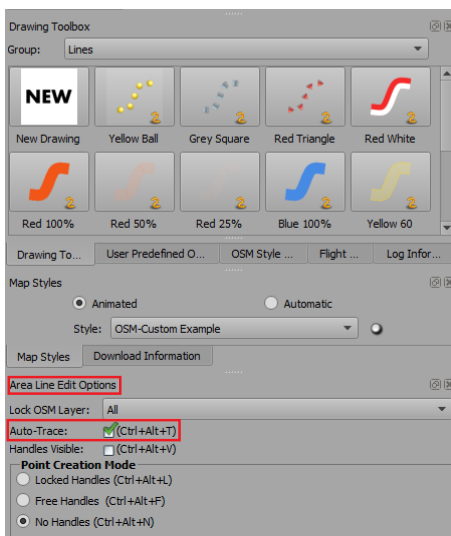 Drawing Toolbox
Group: Lines
NEW
New Drawing Yellow Ball Grey Square Red Triangle Red White
Red 100% Red 50% Red 25% Blue 100% Yellow 60
Drawing To... User Predefined O... OSM Style ... Flight ... Log Infor...
Map Styles
Animated Automatic
Style: OSM-Custom Example
Map Styles Download Information
Area Line Edit Options
Lock OSM Layer: All
Auto-Trace: (Ctrl+Alt+T)
Handles Visible: (Ctrl+Alt+V)
Point Creation Mode
Locked Handles (Ctrl+Alt+L)
Free Handles (Ctrl+Alt+F)
No Handles (Ctrl+Alt+N)